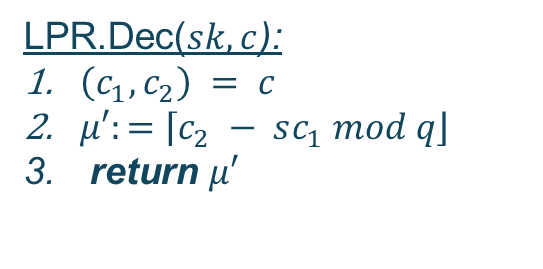 LPR.Dec(sk, c):
1. (c₁, c₂) = c
2. μ′:= ⌈c₂ − sc₁ mod q⌋
3. return μ′